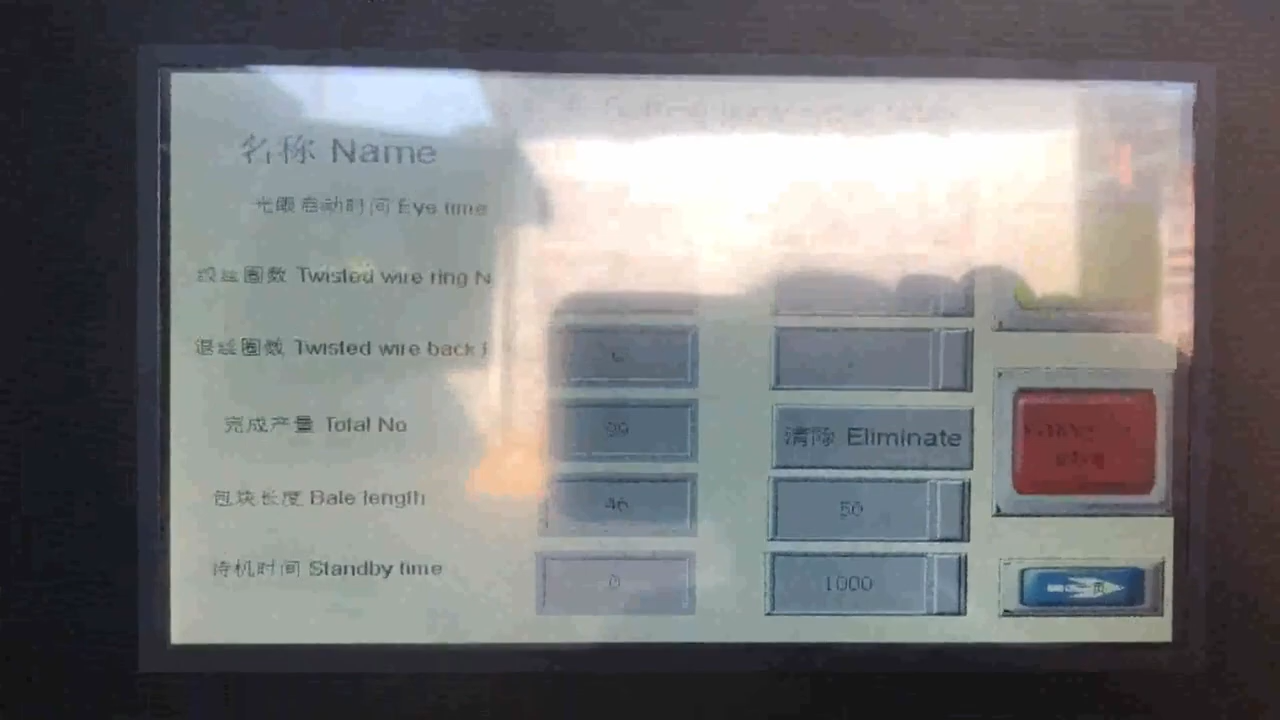 名称 Name
光眼启动时间 Eye time
绞丝圈数 Twisted wire ring N
退丝圈数 Twisted wire back
完成产量 Total No 99 清除 Eliminate
包块长度 Bale length 46 50
待机时间 Standby time 0 1000